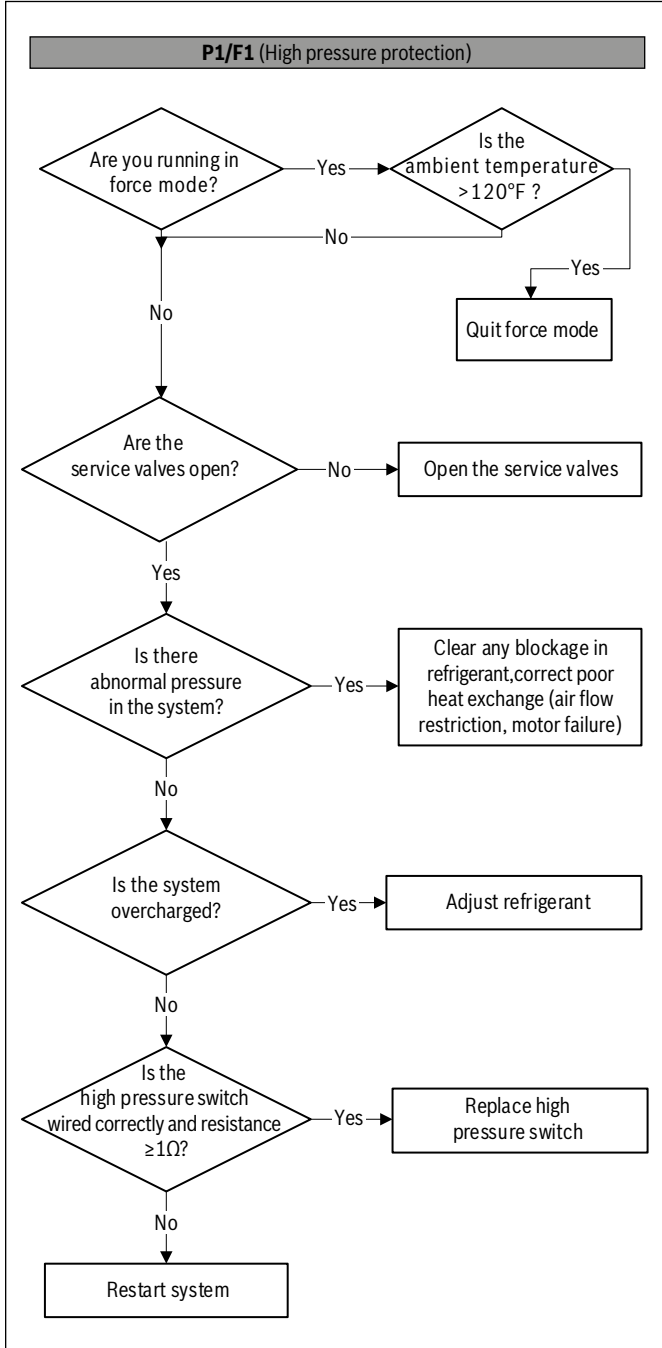 P1/F1 (High pressure protection)
Are you running in
force mode?
Yes
Is the
ambient temperature
>120°F ?
No
Yes
Quit force mode
No
Are the
service valves open?
No
Open the service valves
Yes
Is there
abnormal pressure
in the system?
Yes
Clear any blockage in
refrigerant,correct poor
heat exchange (air flow
restriction, motor failure)
No
Is the system
overcharged?
Yes
Adjust refrigerant
No
Is the
high pressure switch
wired correctly and resistance
≥1Ω?
Yes
Replace high
pressure switch
No
Restart system